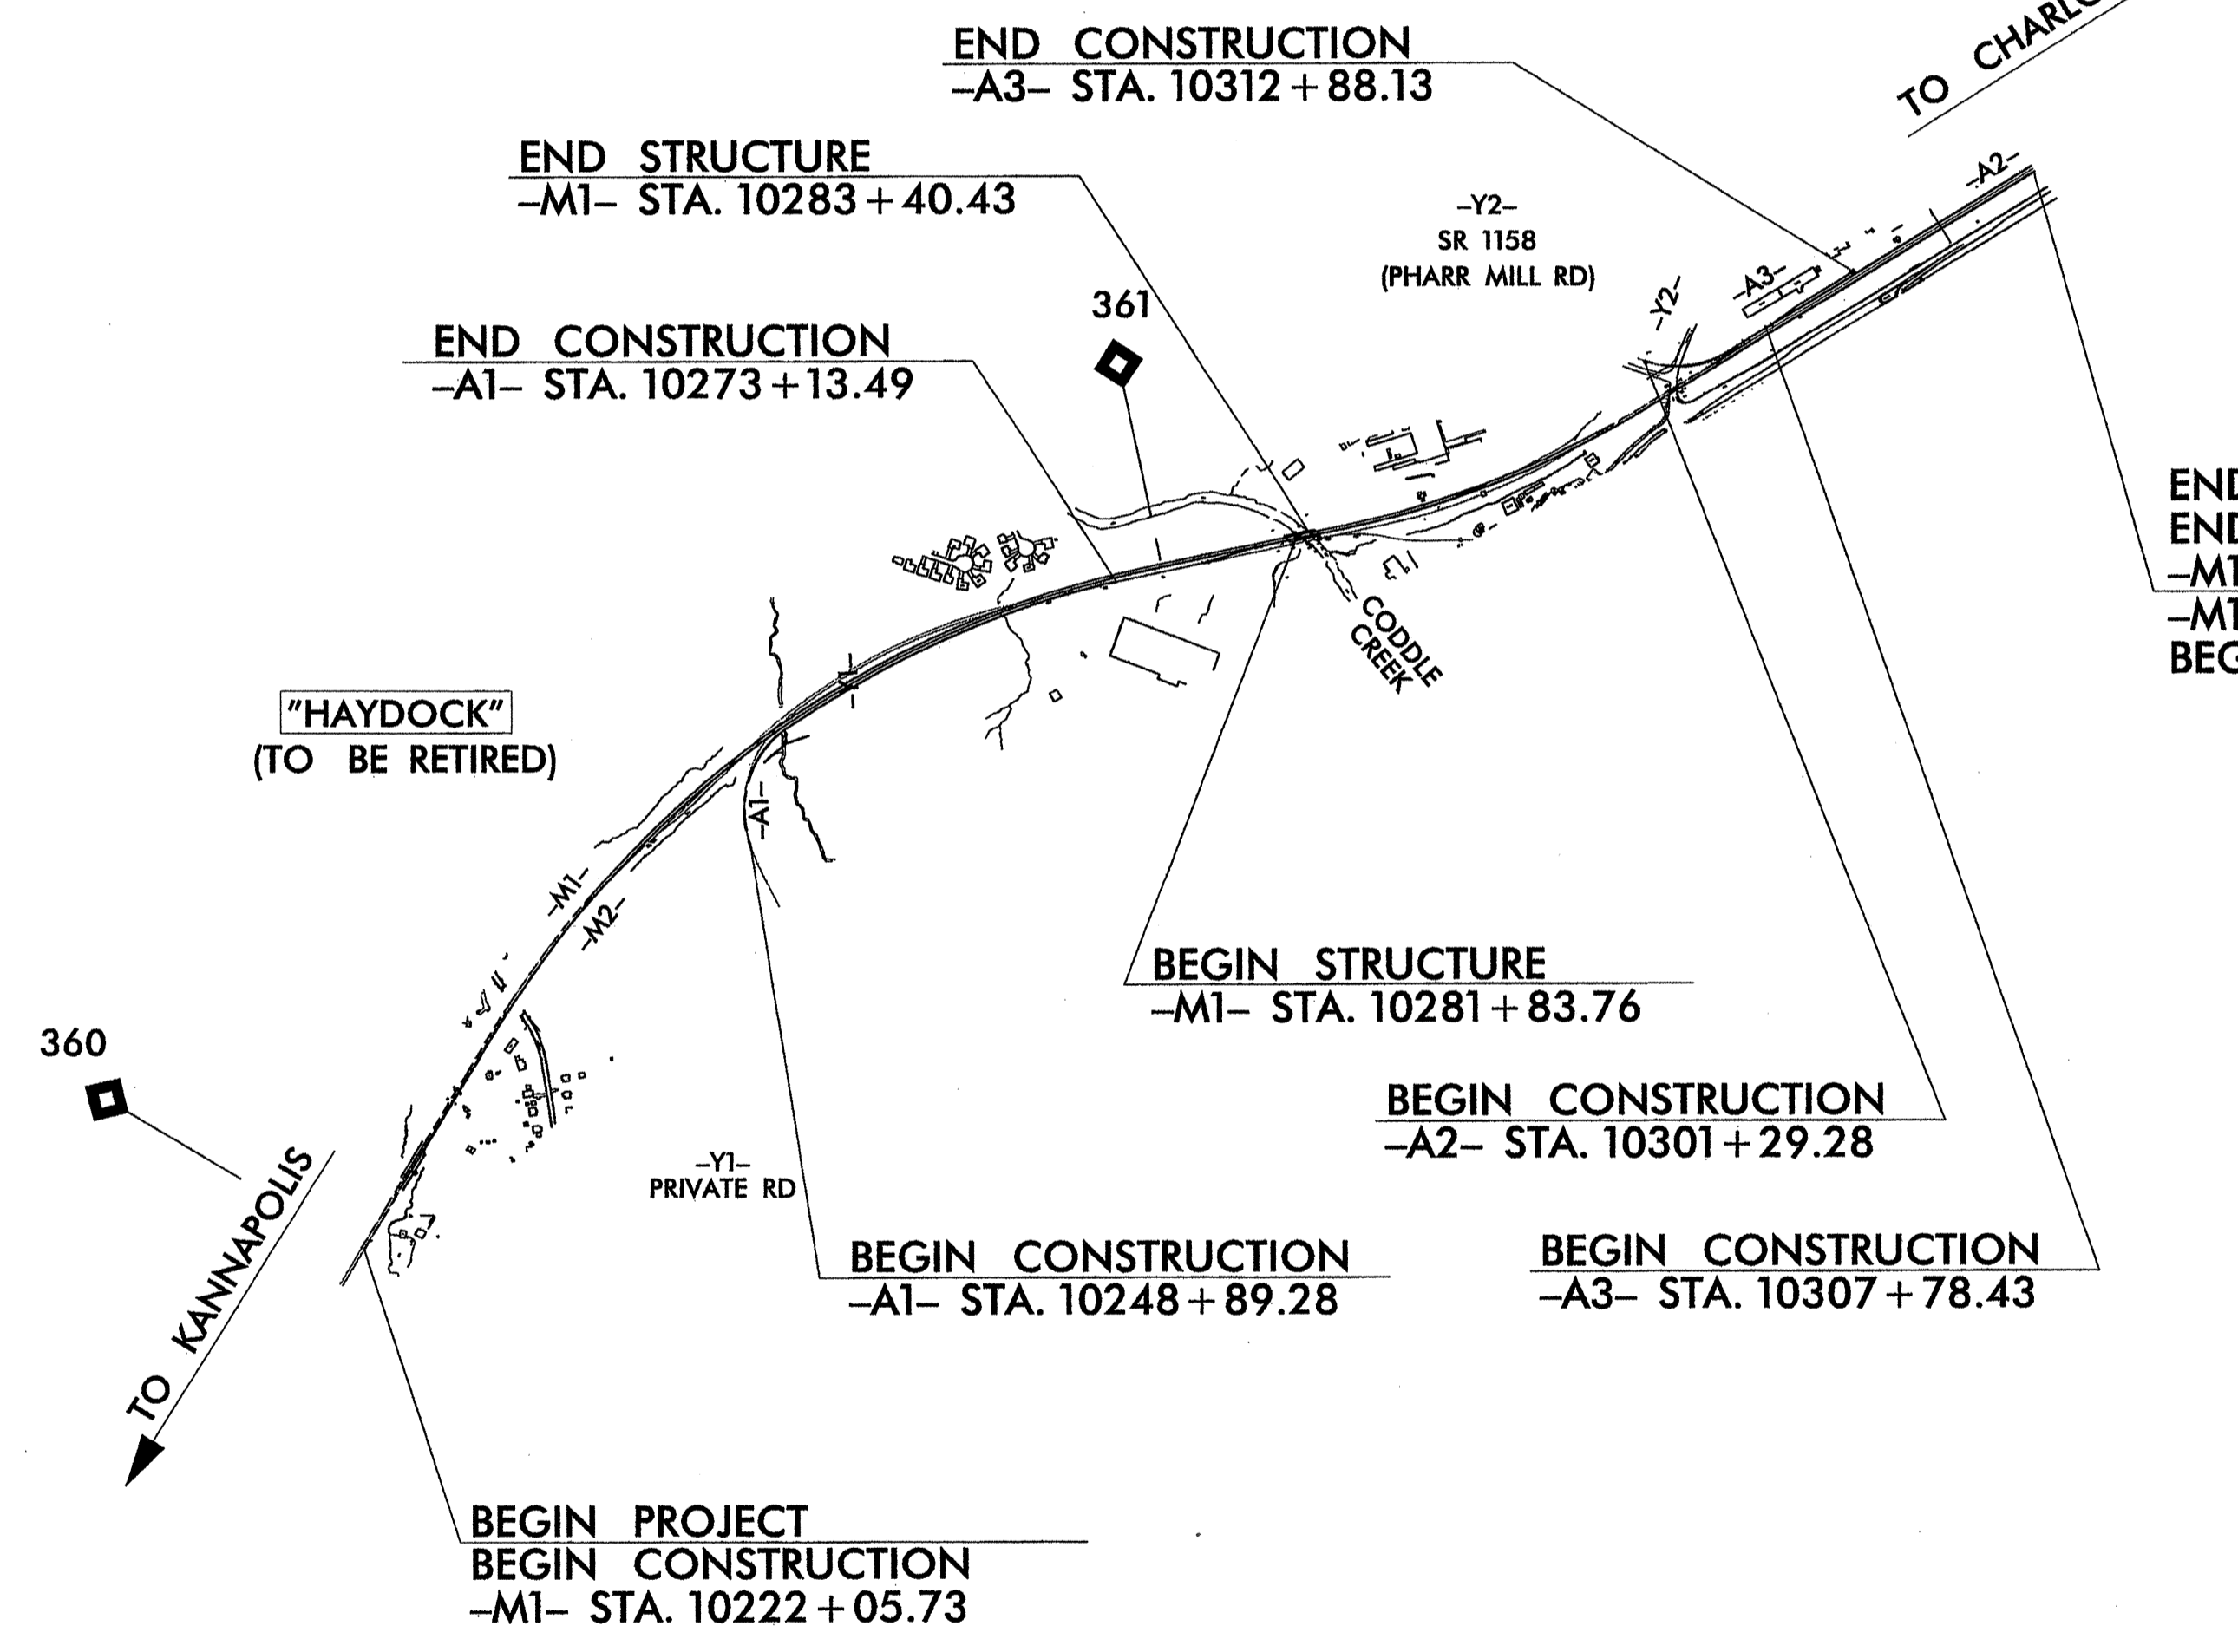 END CONSTRUCTION
–A3– STA. 10312+88.13
TO
END STRUCTURE
–M1– STA. 10283+40.43
–A2–
–Y2–
SR 1158
(PHARR MILL RD)
361
–Y2–
–A3–
END CONSTRUCTION
–A1– STA. 10273+13.49
–M1
–M1
CODDLE
CREEK
"HAYDOCK"
(TO BE RETIRED)
–A1–
–M1–
–M2–
BEGIN STRUCTURE
–M1– STA. 10281+83.76
360
BEGIN CONSTRUCTION
–A2– STA. 10301+29.28
–Y1–
PRIVATE RD
TO KANNAPOLIS
BEGIN CONSTRUCTION
–A1– STA. 10248+89.28
BEGIN CONSTRUCTION
–A3– STA. 10307+78.43
BEGIN PROJECT
BEGIN CONSTRUCTION
–M1– STA. 10222+05.73